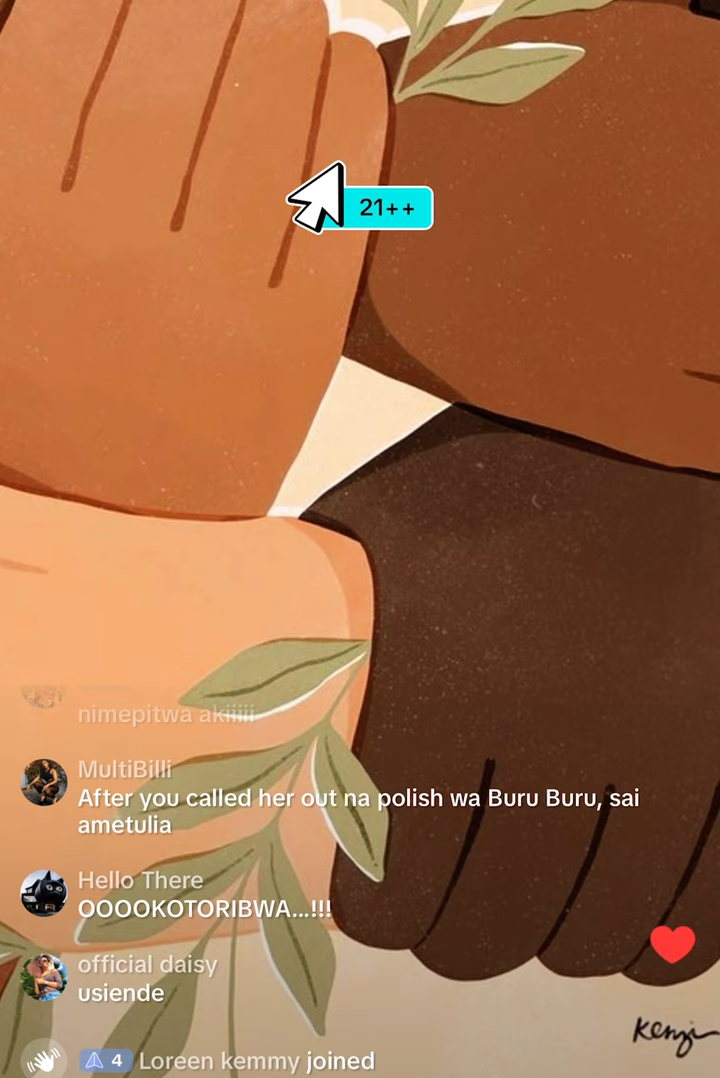 21++
nimepitwa akiiiii
MultiBilli
After you called her out na polish wa Buru Buru, sai
ametulia
Hello There
OOOOKOTORIBWA...!!!
official daisy
usiende
4 Loreen kemmy joined
Kenji